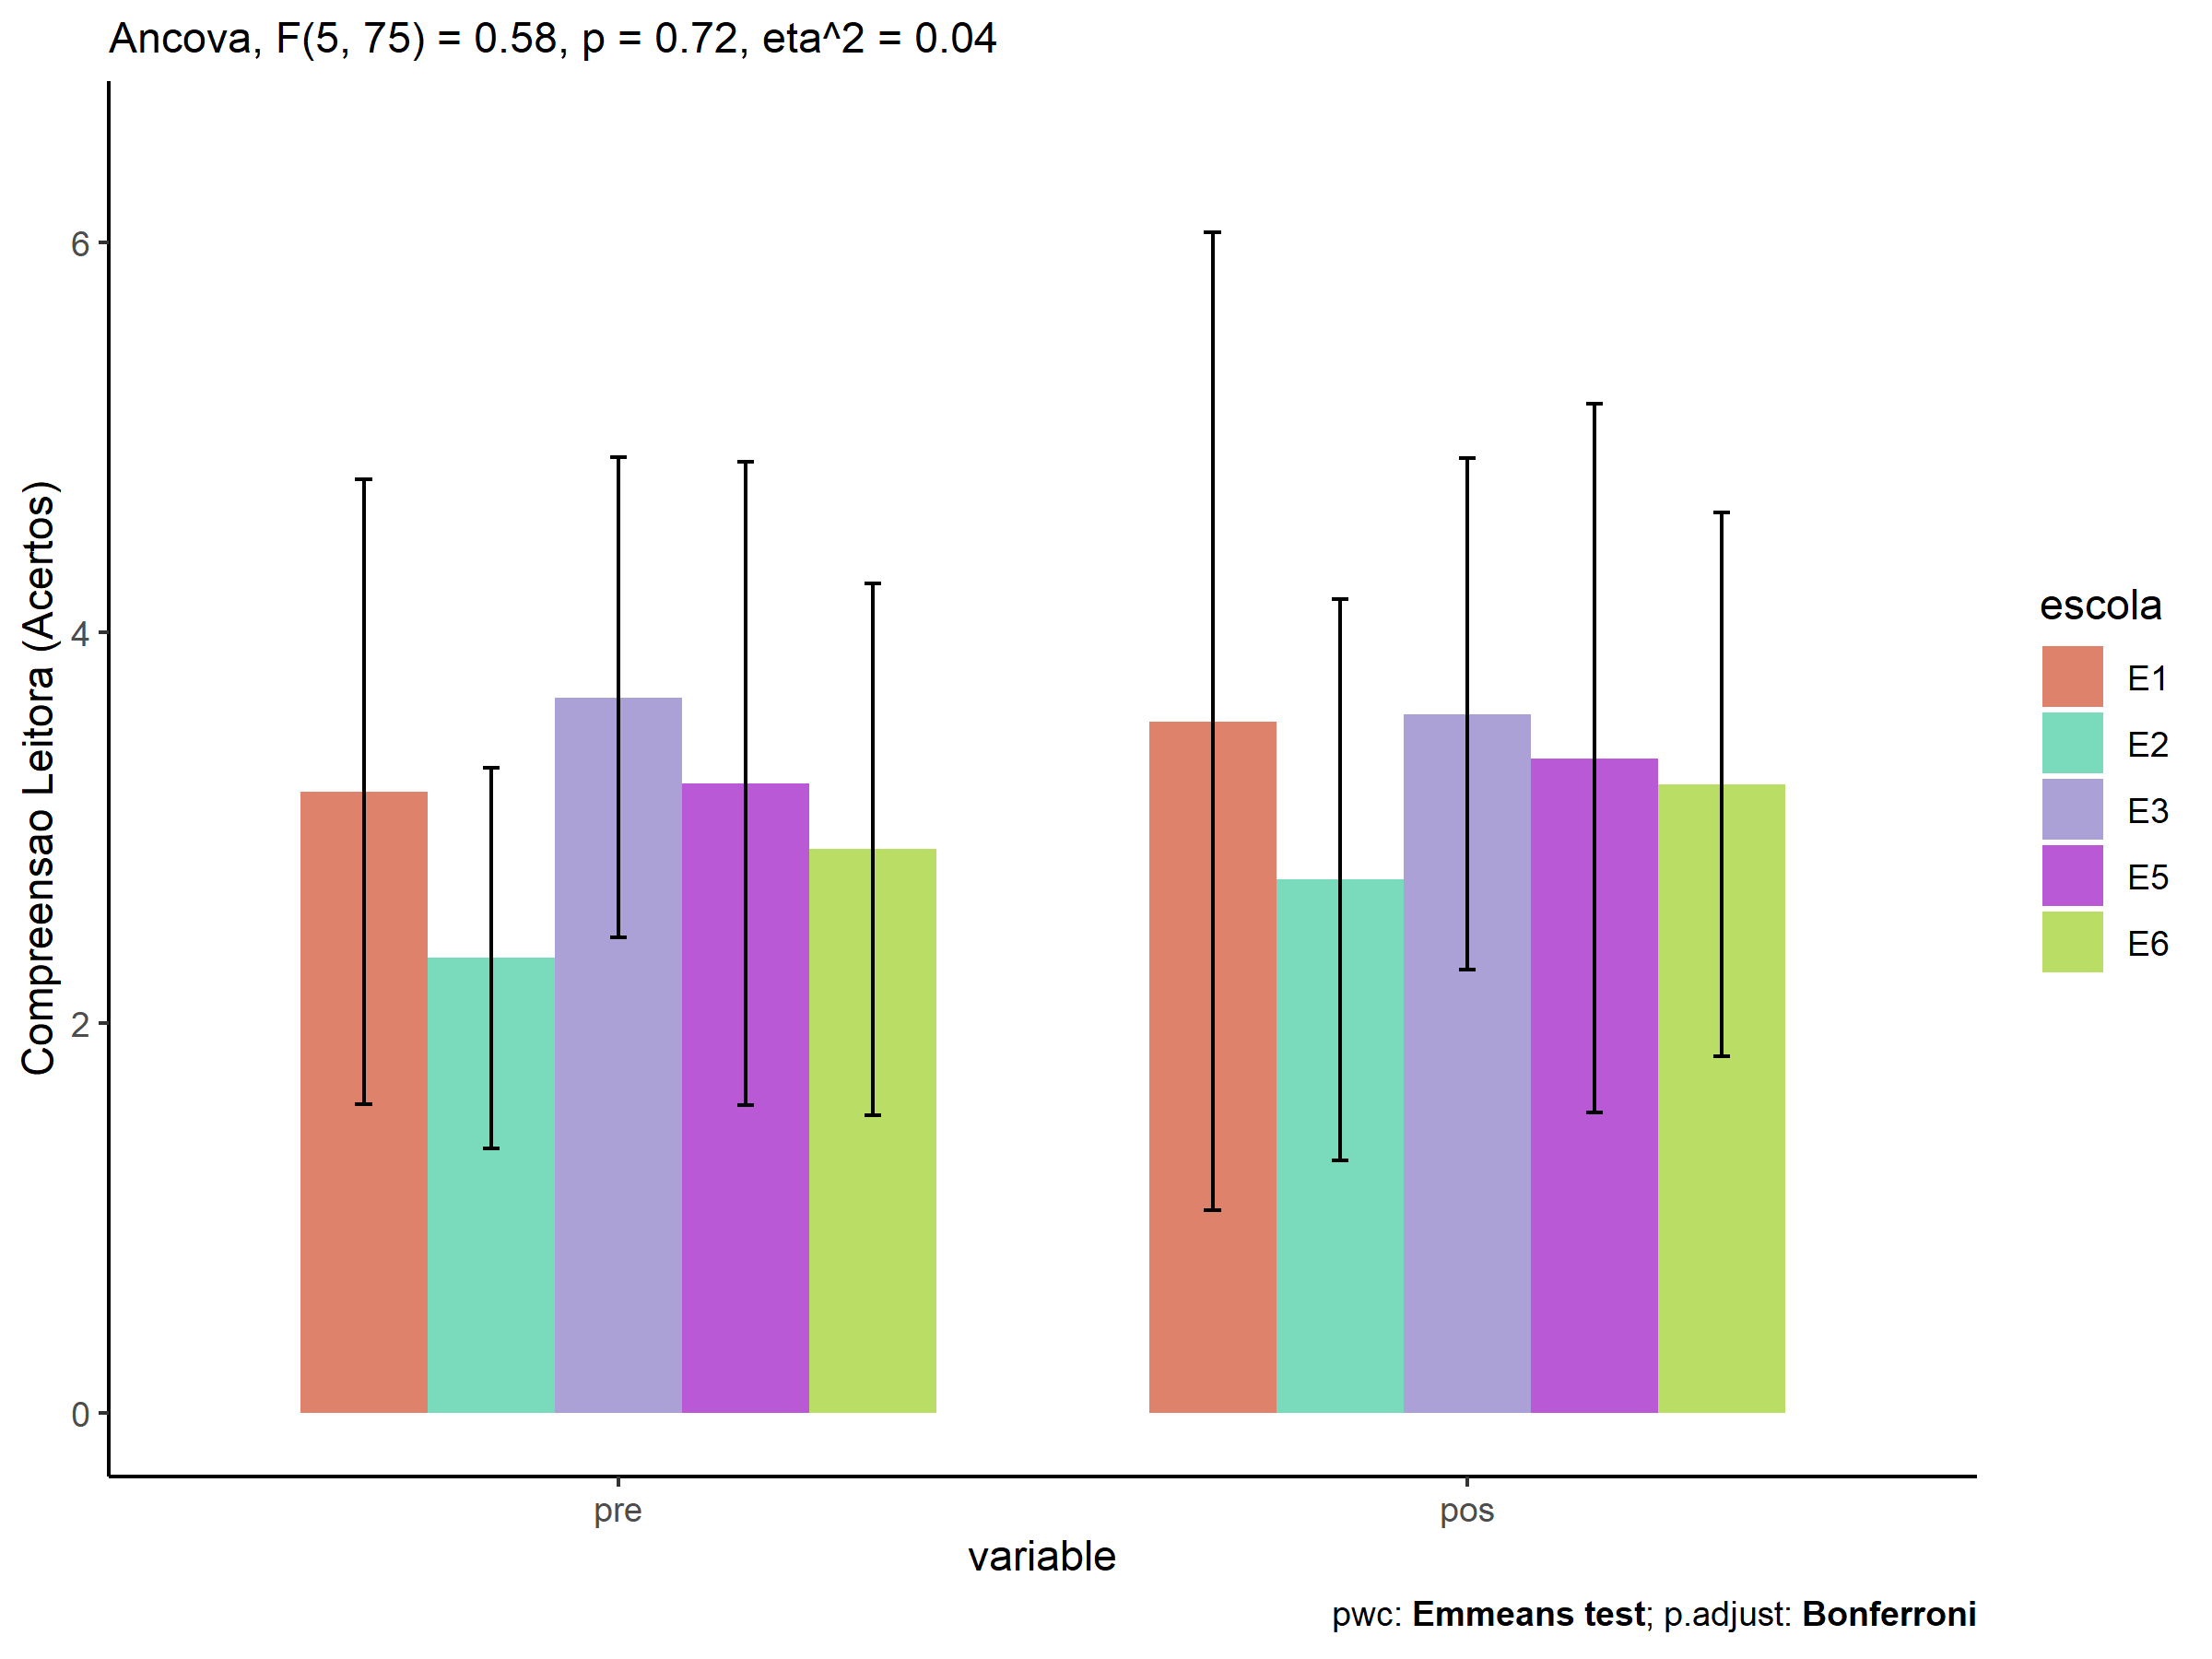 Ancova, F(5, 75) = 0.58, p = 0.72, eta^2 = 0.04
Compreensao Leitora (Acertos)
6
4
2
0
pre
pos
variable
escola
E1
E2
E3
E5
E6
pwc: Emmeans test; p.adjust: Bonferroni